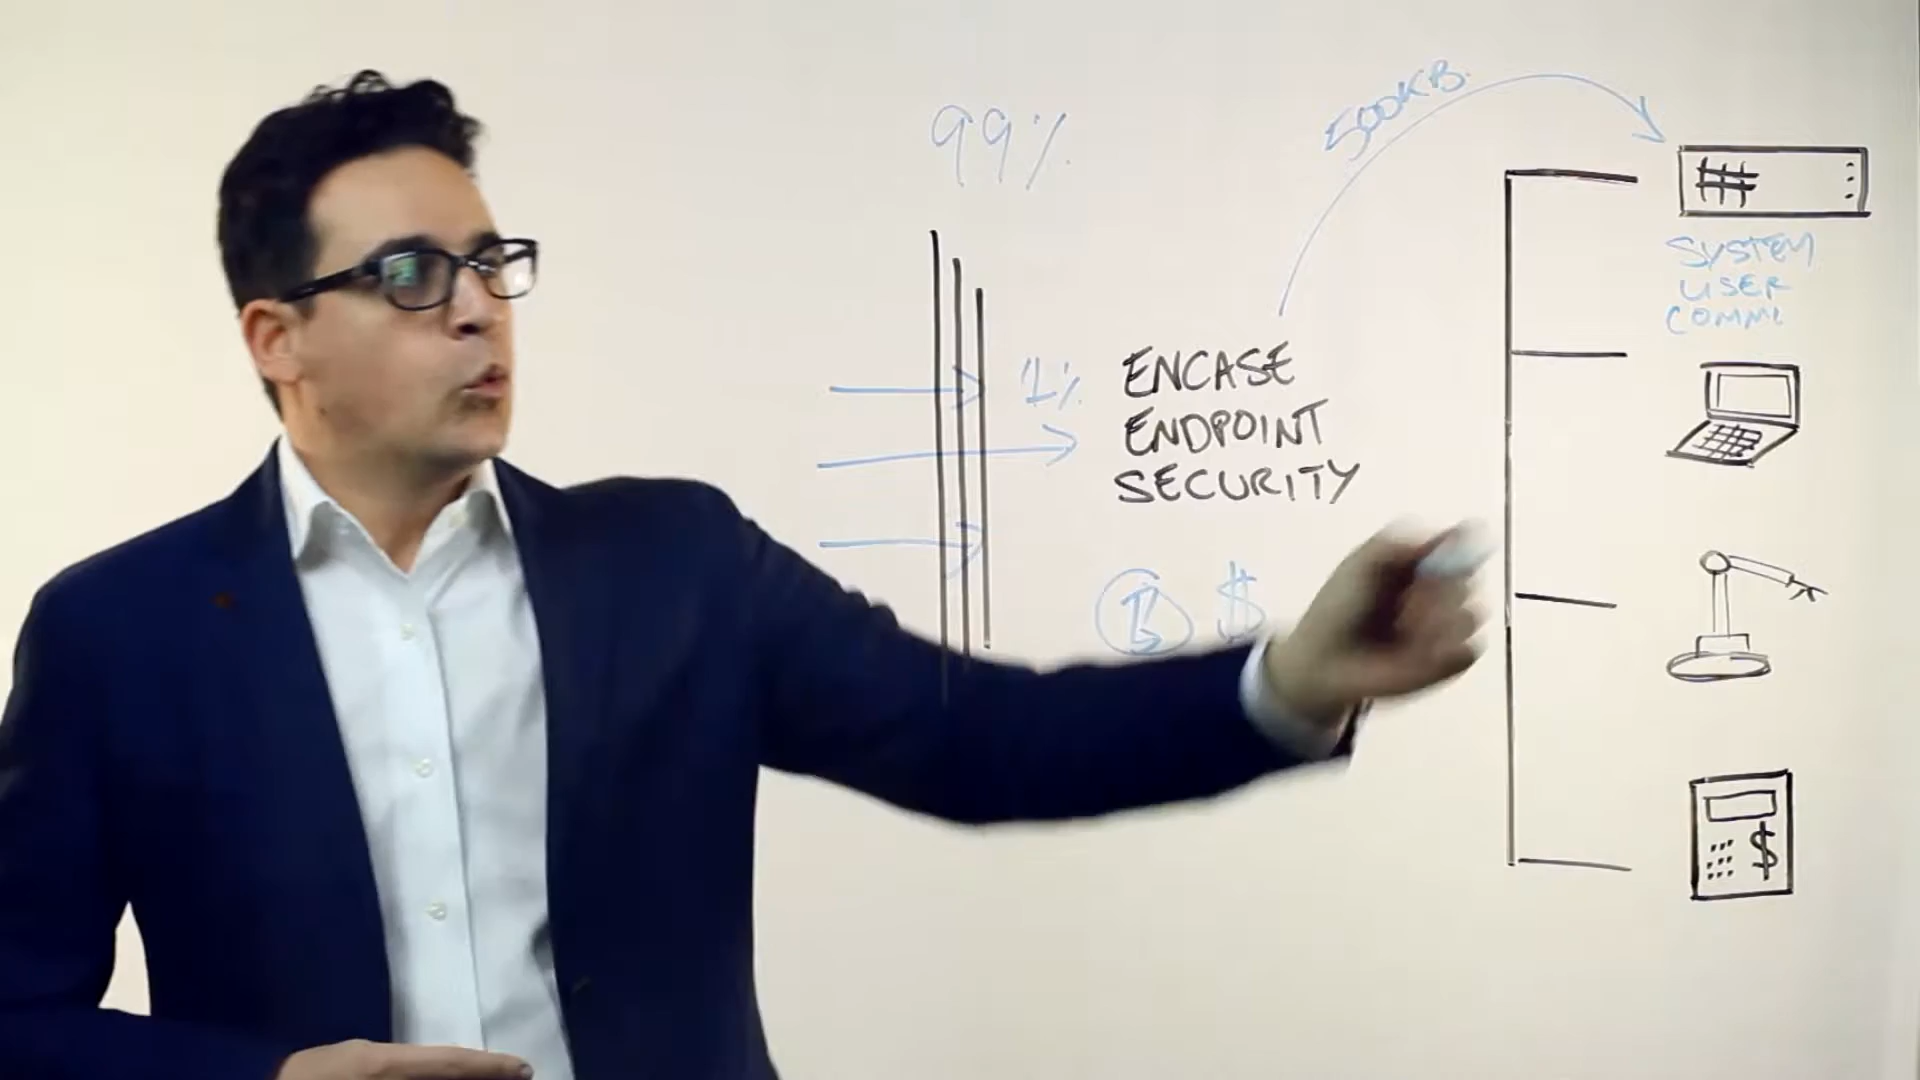 99%
500KB
1%
ENCASE
ENDPOINT
SECURITY
SYSTEM
USER
COMM
B $
$